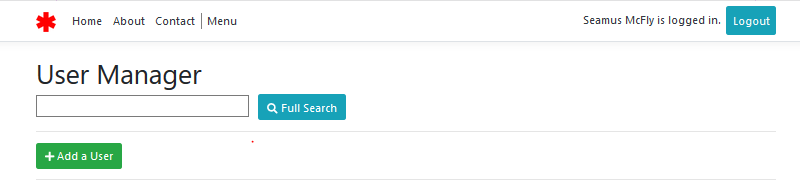 Home About Contact Menu Seamus McFly is logged in. Logout
User Manager
Full Search
Add a User